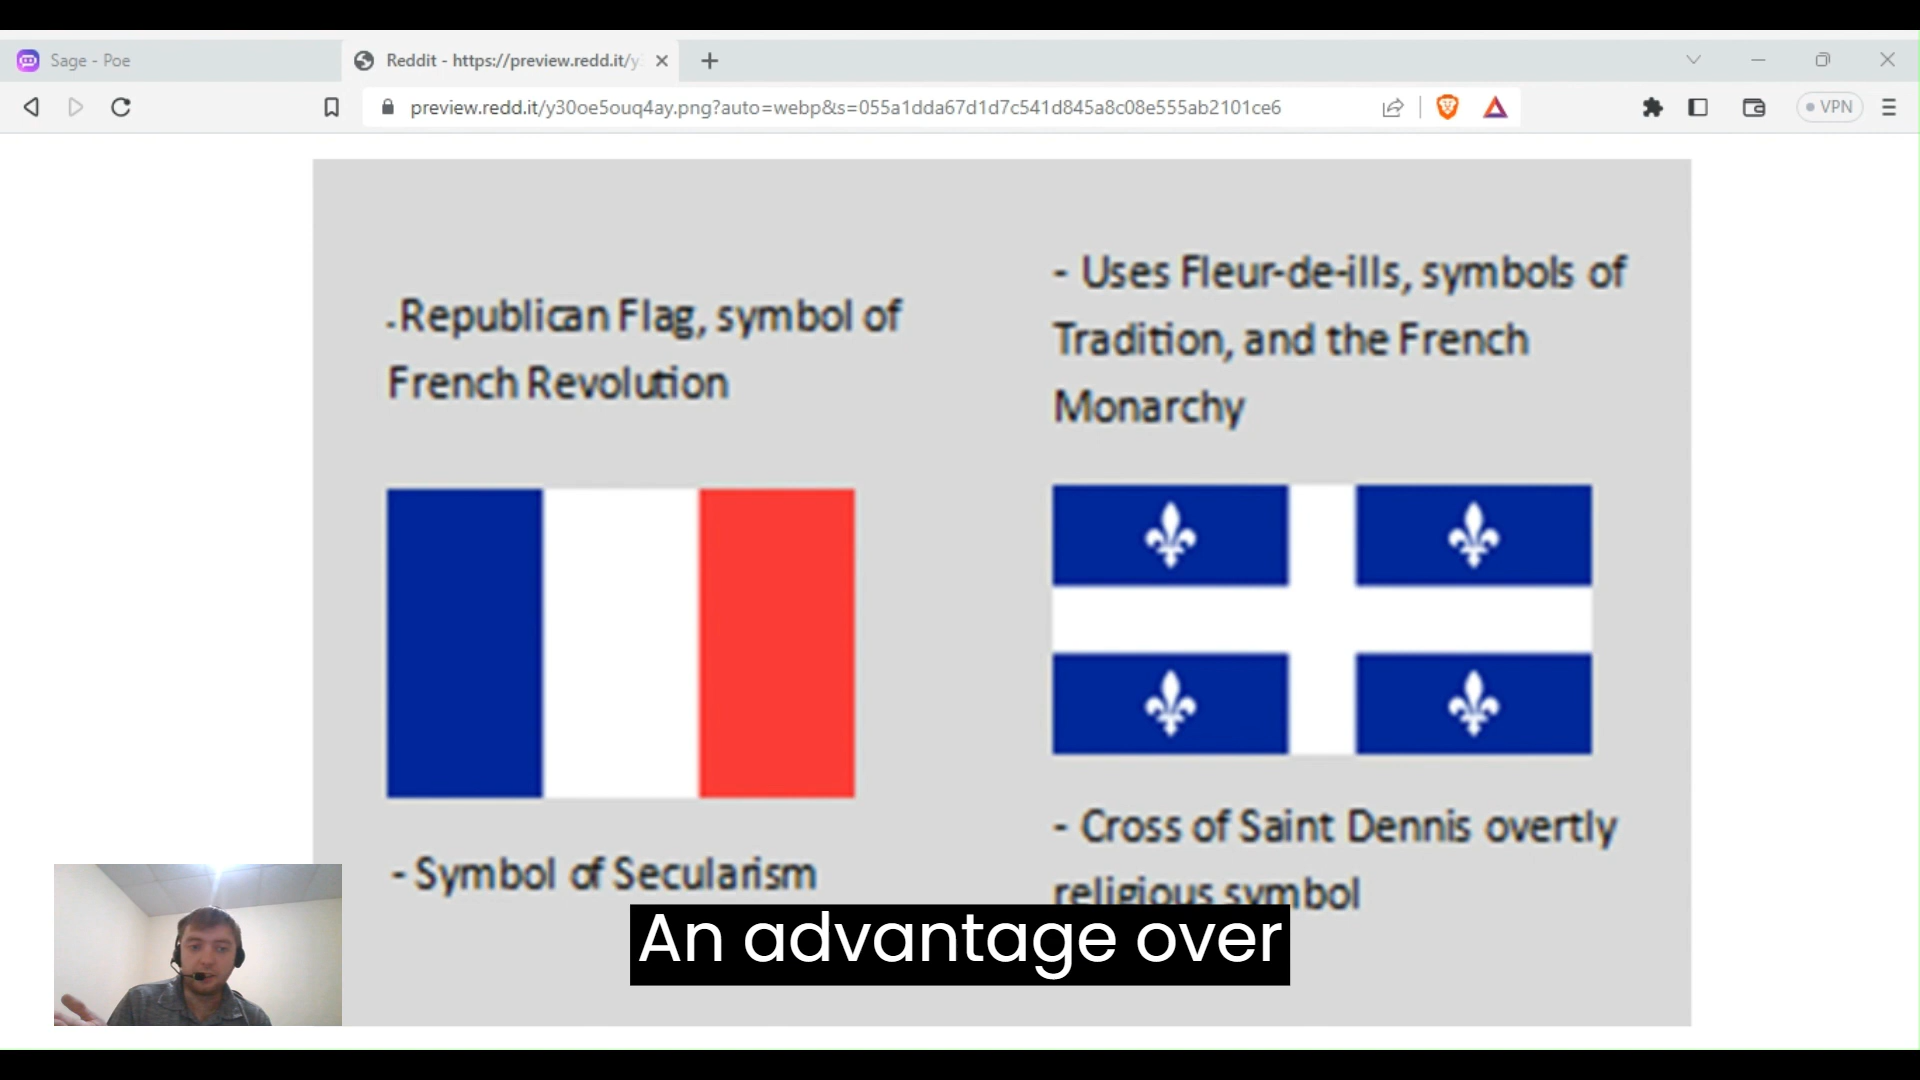 Sage - Poe
Reddit - https://preview.redd.it/y
preview.redd.it/y30oe5ouq4ay.png?auto=webp&s=055a1dda67d1d7c541d845a8c08e555ab2101ce6
VPN
-Republican Flag, symbol of
French Revolution
- Uses Fleur-de-ills, symbols of
Tradition, and the French
Monarchy
- Symbol of Secularism
- Cross of Saint Dennis overtly
religious symbol
An advantage over